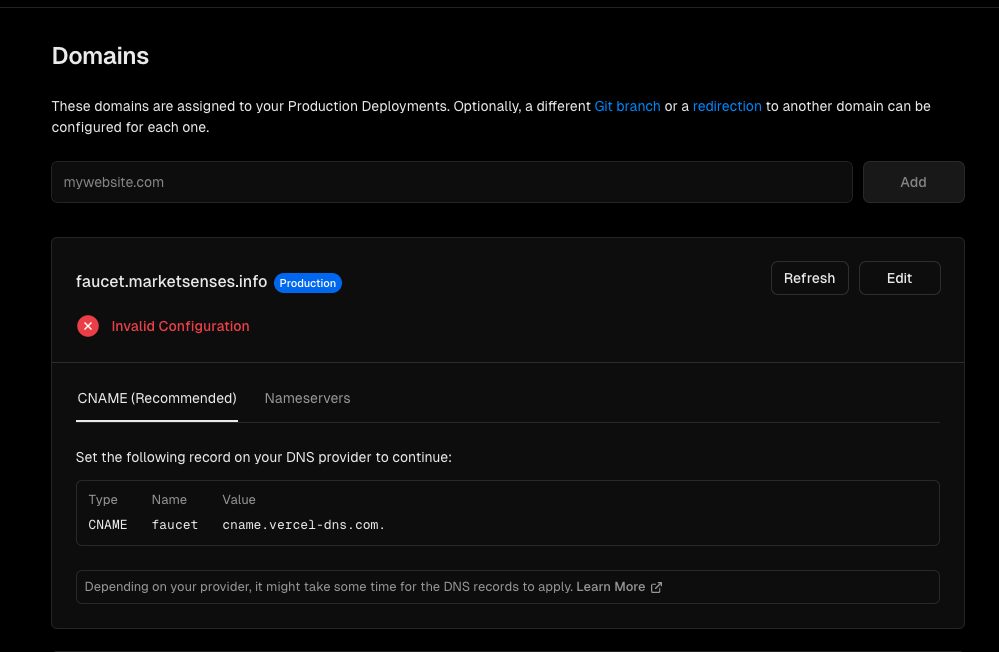 Domains
These domains are assigned to your Production Deployments. Optionally, a different Git branch or a redirection to another domain can be
configured for each one.
mywebsite.com
Add
faucet.marketsenses.info Production
Refresh
Edit
Invalid Configuration
CNAME (Recommended)
Nameservers
Set the following record on your DNS provider to continue:
Type Name Value
CNAME faucet cname.vercel-dns.com.
Depending on your provider, it might take some time for the DNS records to apply. Learn More